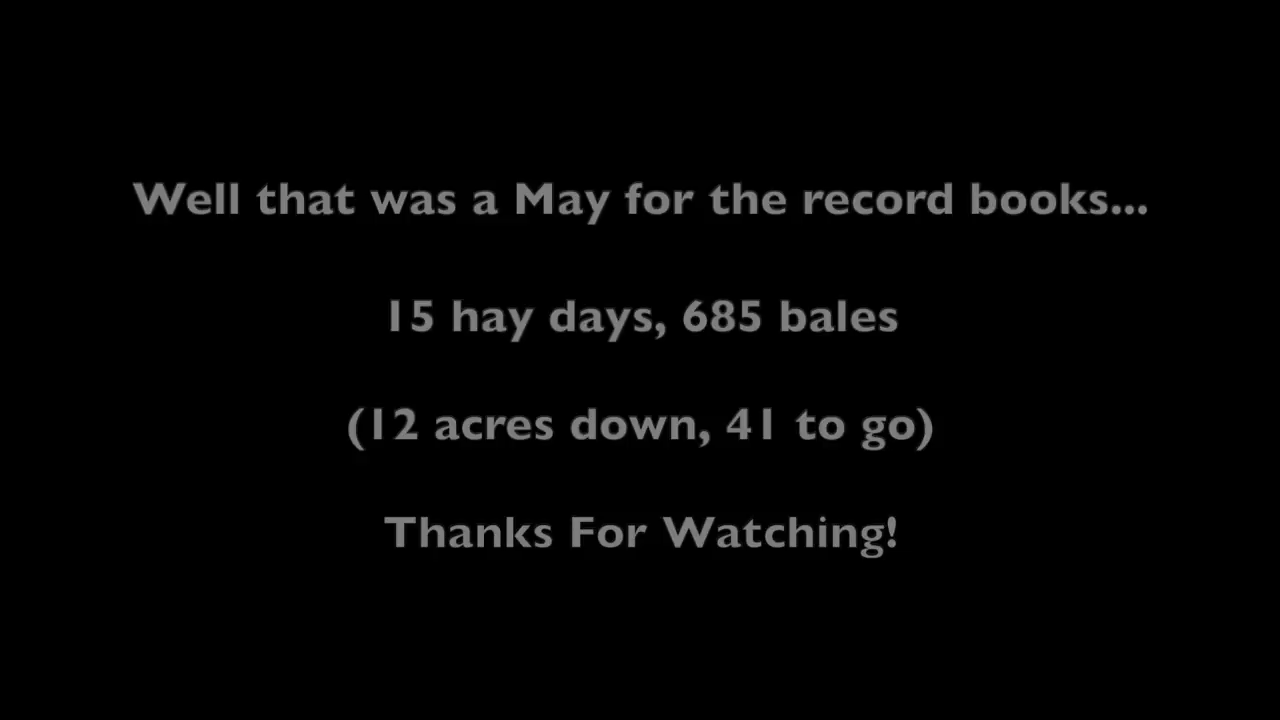 Well that was a May for the record books...
15 hay days, 685 bales
(12 acres down, 41 to go)
Thanks For Watching!